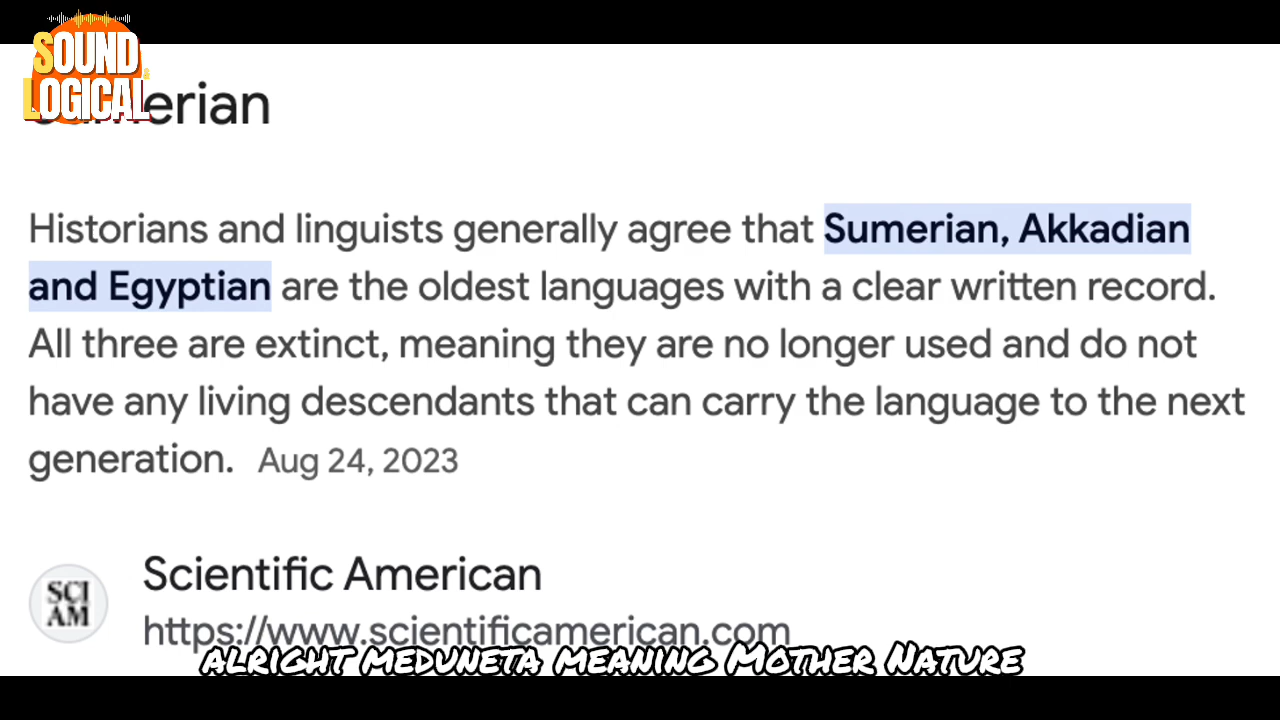 SOUND
LOGICAL
erian
Historians and linguists generally agree that Sumerian, Akkadian
and Egyptian are the oldest languages with a clear written record.
All three are extinct, meaning they are no longer used and do not
have any living descendants that can carry the language to the next
generation. Aug 24, 2023
SCI
AM
Scientific American
https://www.scientificamerican.com
ALRIGHT MEDUNETA MEANING MOTHER NATURE